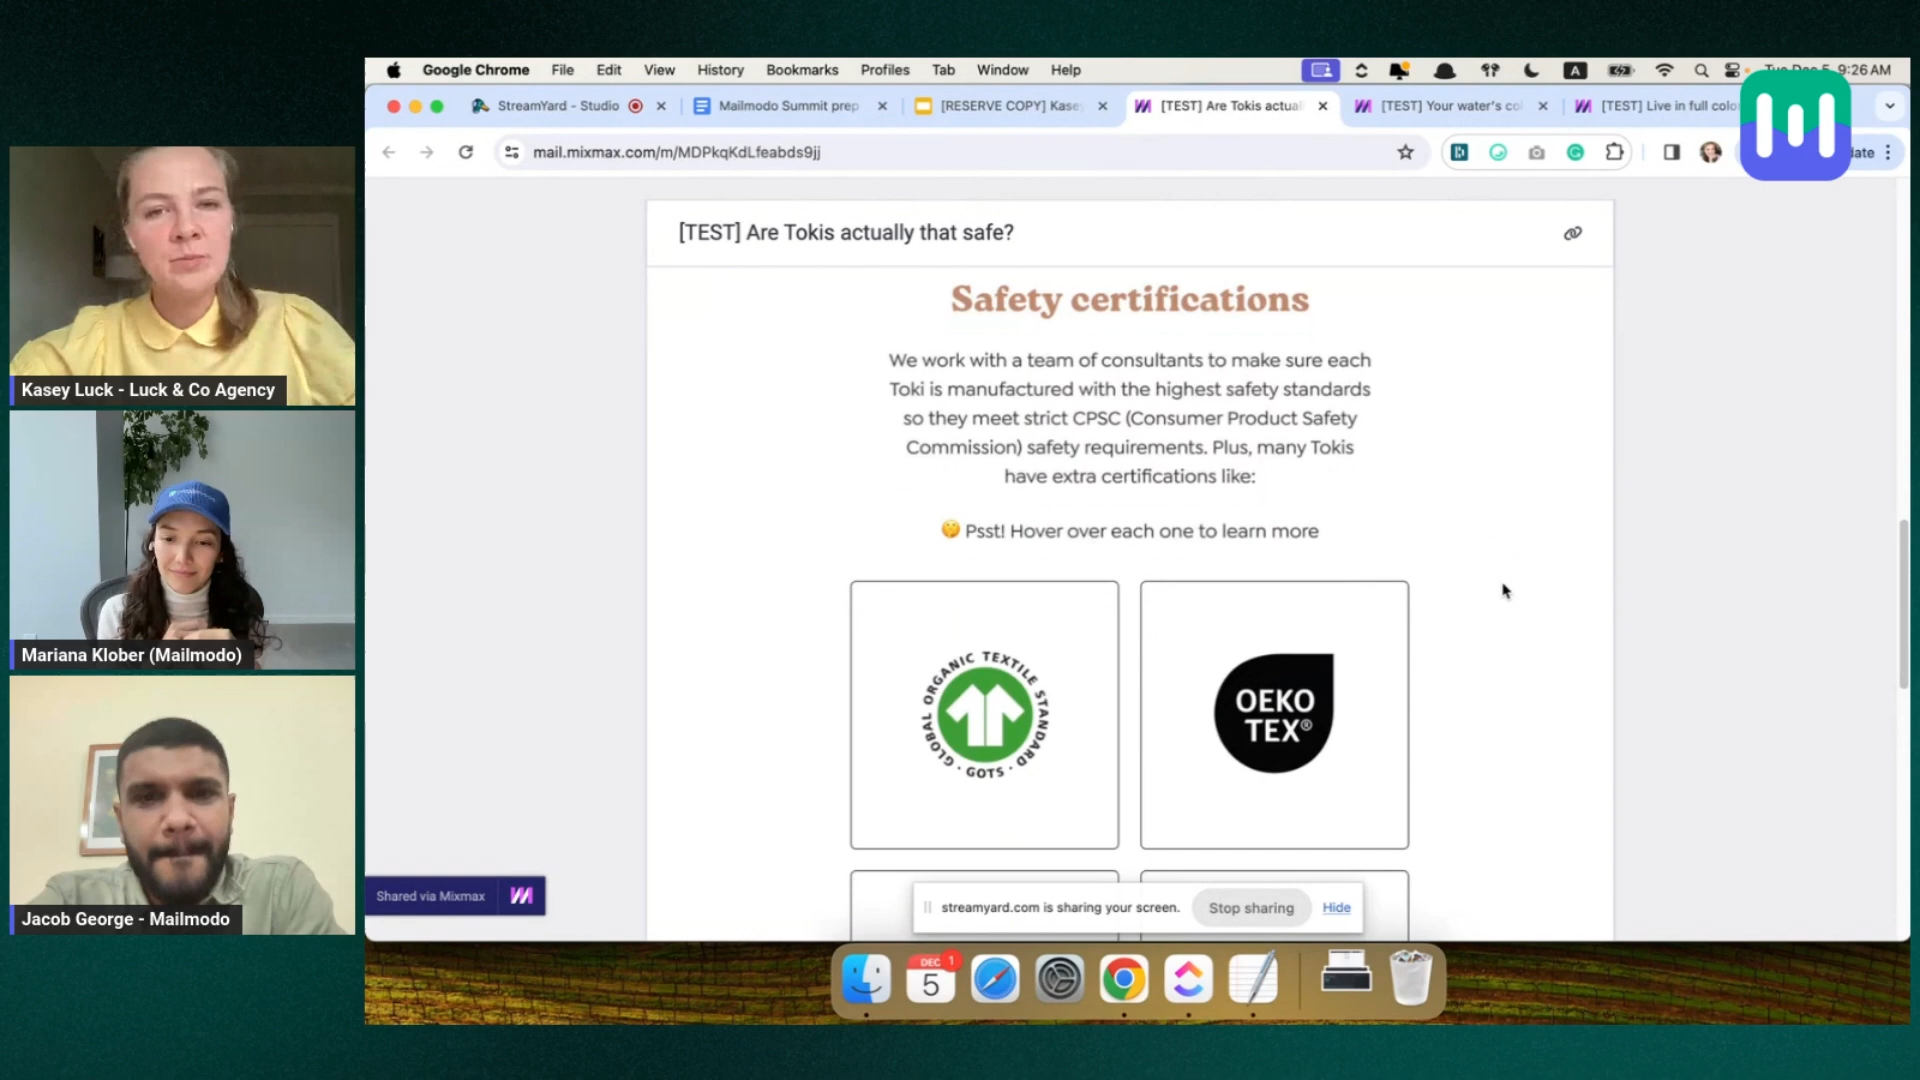 Google Chrome File Edit View History Bookmarks Profiles Tab Window Help
A
9:26 AM
StreamYard - Studio
Mailmodo Summit prep
[RESERVE COPY] Kase
[TEST] Are Tokis actual
[TEST] Your water's co
[TEST] Live in full colo
mail.mixmax.com/m/MDPkqKdLfeabds9jj
date
[TEST] Are Tokis actually that safe?
Safety certifications
We work with a team of consultants to make sure each
Toki is manufactured with the highest safety standards
so they meet strict CPSC (Consumer Product Safety
Commission) safety requirements. Plus, many Tokis
have extra certifications like:
Psst! Hover over each one to learn more
GLOBAL ORGANIC TEXTILE STANDARD · GOTS ·
OEKO
TEX®
Kasey Luck - Luck & Co Agency
Mariana Klober (Mailmodo)
Jacob George - Mailmodo
Shared via Mixmax
streamyard.com is sharing your screen.
Stop sharing
Hide
DEC
1
5